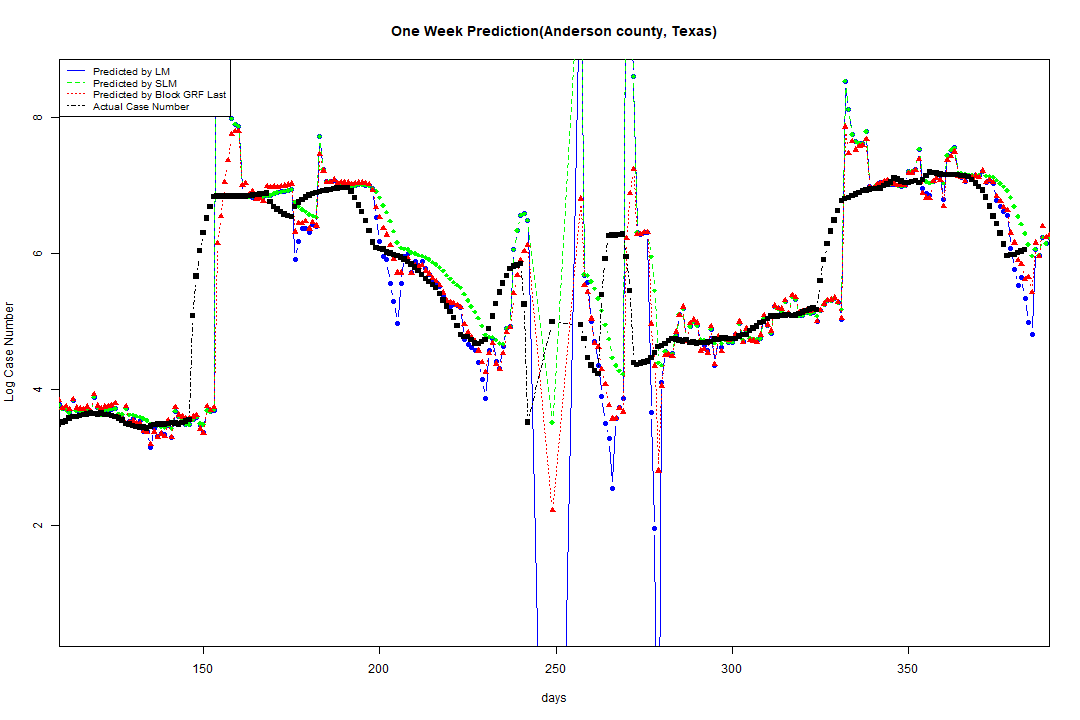 One Week Prediction(Anderson county, Texas)
Predicted by LM
Predicted by SLM
Predicted by Block GRF Last
Actual Case Number
8
6
4
2
Log Case Number
150 200 250 300 350
days